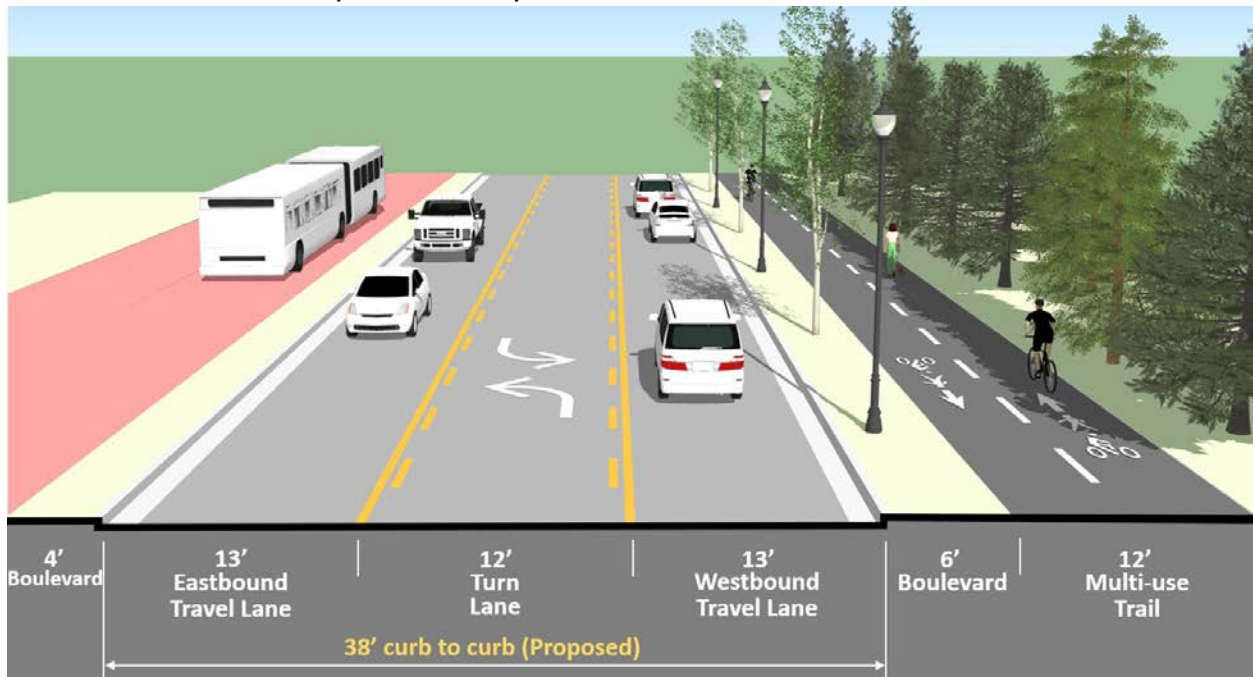 4’
Boulevard
13’
Eastbound
Travel Lane
12’
Turn
Lane
13’
Westbound
Travel Lane
6’
Boulevard
12’
Multi-use
Trail
38’ curb to curb (Proposed)